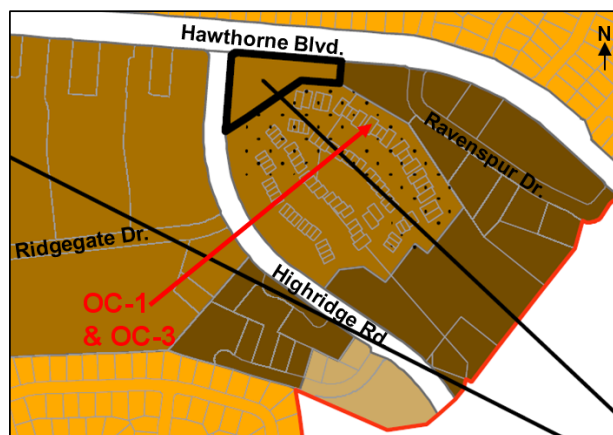 Hawthorne Blvd.
N
Ravenspur Dr.
Ridgegate Dr.
Highridge Rd
OC-1
& OC-3